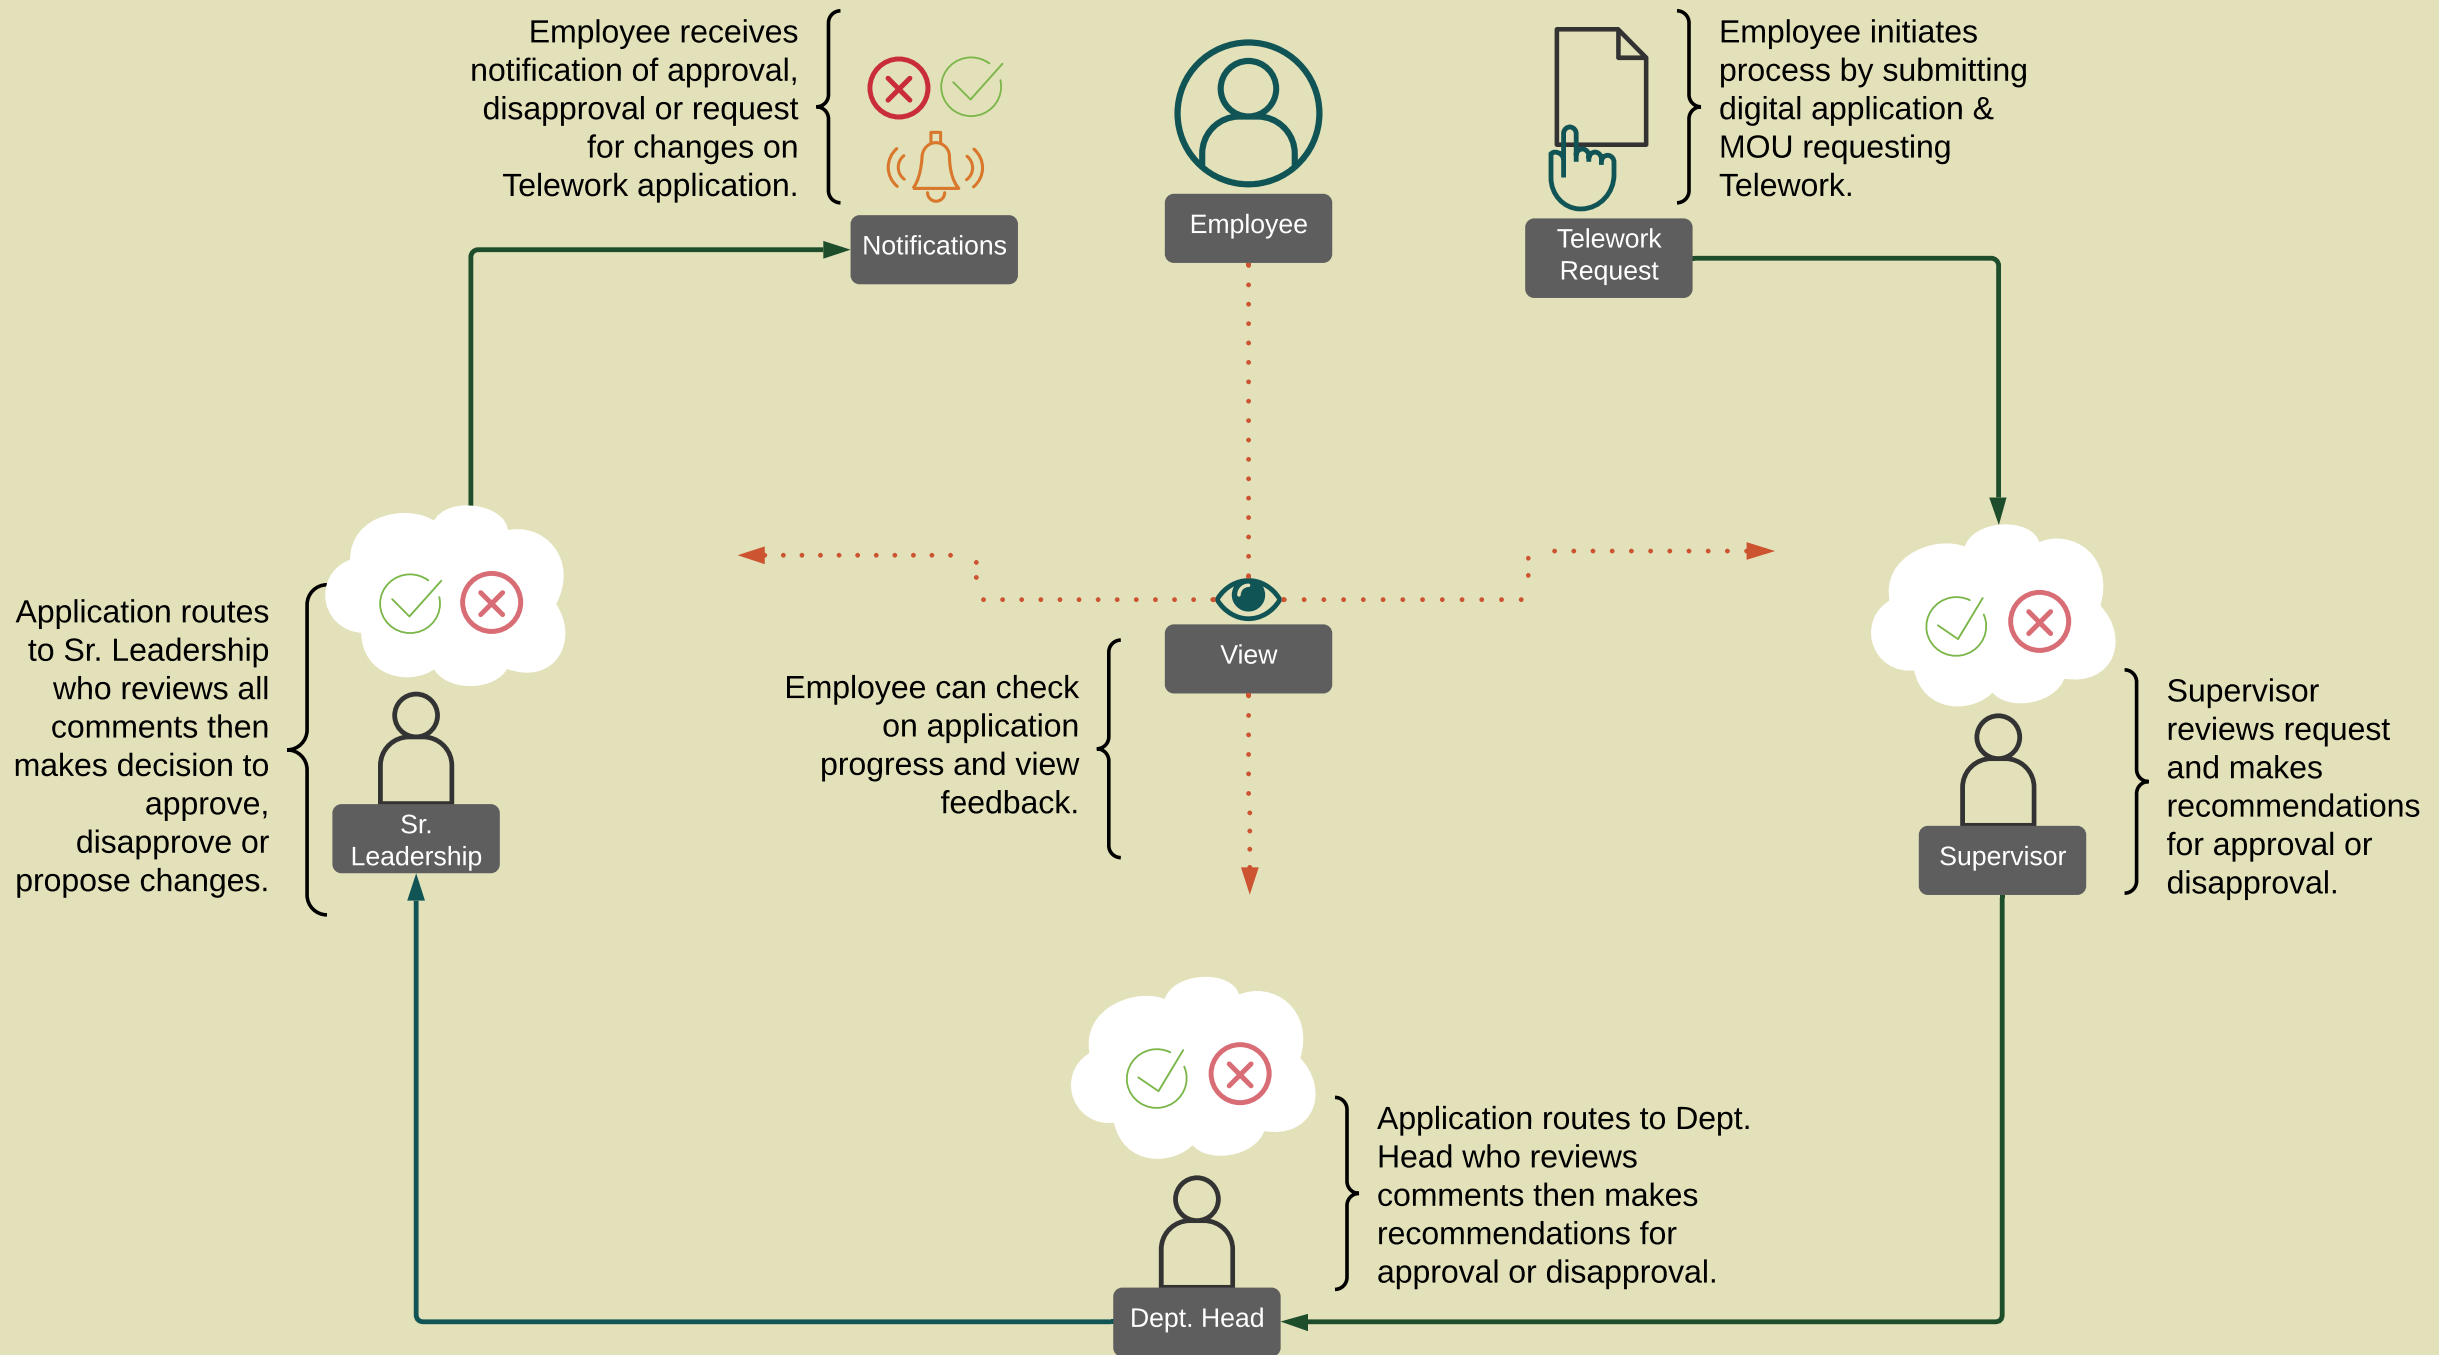 Employee receives
notification of approval,
disapproval or request
for changes on
Telework application.
Notifications
Employee
Employee initiates
process by submitting
digital application &
MOU requesting
Telework.
Telework
Request
Application routes
to Sr. Leadership
who reviews all
comments then
makes decision to
approve,
disapprove or
propose changes.
Sr.
Leadership
View
Employee can check
on application
progress and view
feedback.
Supervisor
Supervisor
reviews request
and makes
recommendations
for approval or
disapproval.
Application routes to Dept.
Head who reviews
comments then makes
recommendations for
approval or disapproval.
Dept. Head